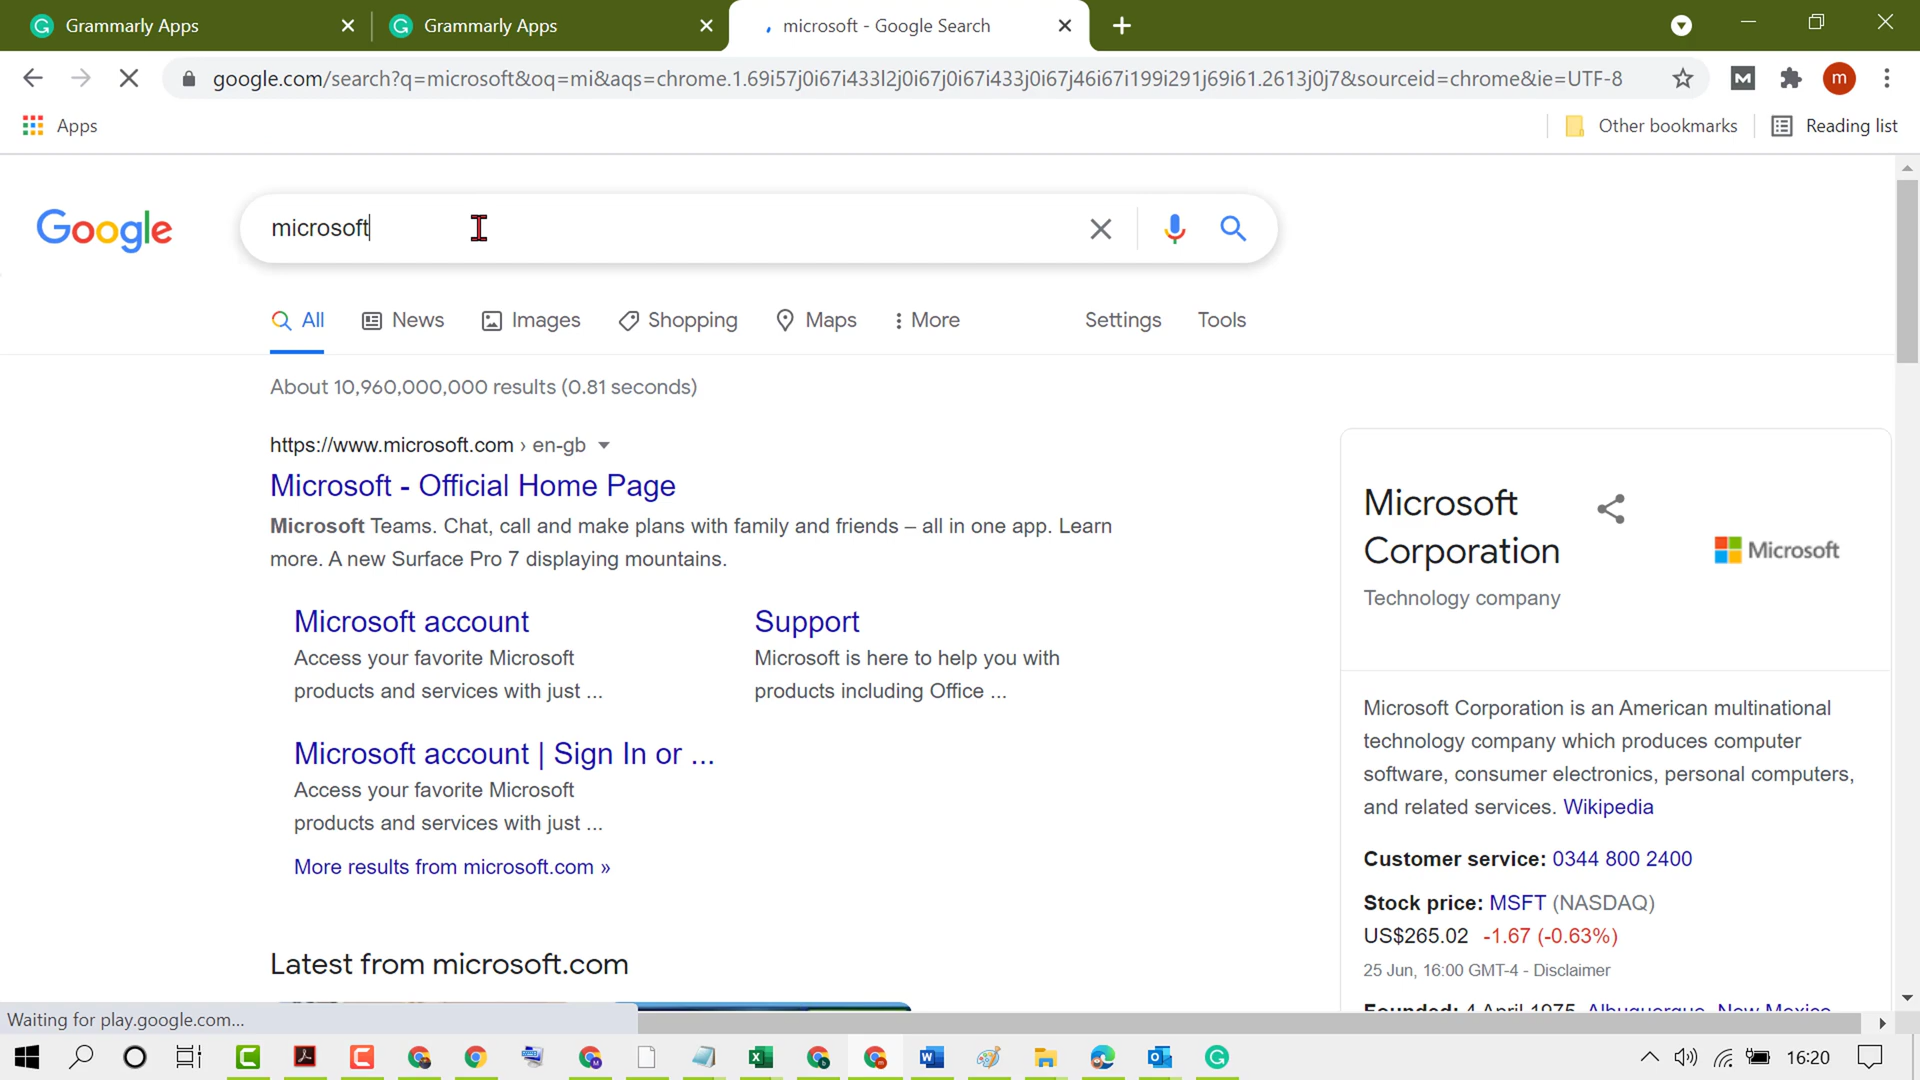 Grammarly Apps
Grammarly Apps
microsoft - Google Search
google.com/search?q=microsoft&oq=mi&aqs=chrome.1.69i57j0i67i433l2j0i67j0i67i433j0i67j46i67i199i291j69i61.2613j0j7&sourceid=chrome&ie=UTF-8
M
m
Apps
Other bookmarks
Reading list
Google
microsoft
All
News
Images
Shopping
Maps
More
Settings
Tools
About 10,960,000,000 results (0.81 seconds)
https://www.microsoft.com › en-gb
Microsoft - Official Home Page
Microsoft Teams. Chat, call and make plans with family and friends – all in one app. Learn
more. A new Surface Pro 7 displaying mountains.
Microsoft account
Access your favorite Microsoft
products and services with just ...
Support
Microsoft is here to help you with
products including Office ...
Microsoft account | Sign In or ...
Access your favorite Microsoft
products and services with just ...
More results from microsoft.com »
Latest from microsoft.com
Microsoft
Corporation
Microsoft
Technology company
Microsoft Corporation is an American multinational
technology company which produces computer
software, consumer electronics, personal computers,
and related services. Wikipedia
Customer service: 0344 800 2400
Stock price: MSFT (NASDAQ)
US$265.02 -1.67 (-0.63%)
25 Jun, 16:00 GMT-4 - Disclaimer
Founded: 4 April 1975, Albuquerque, New Mexico,
Waiting for play.google.com...
16:20